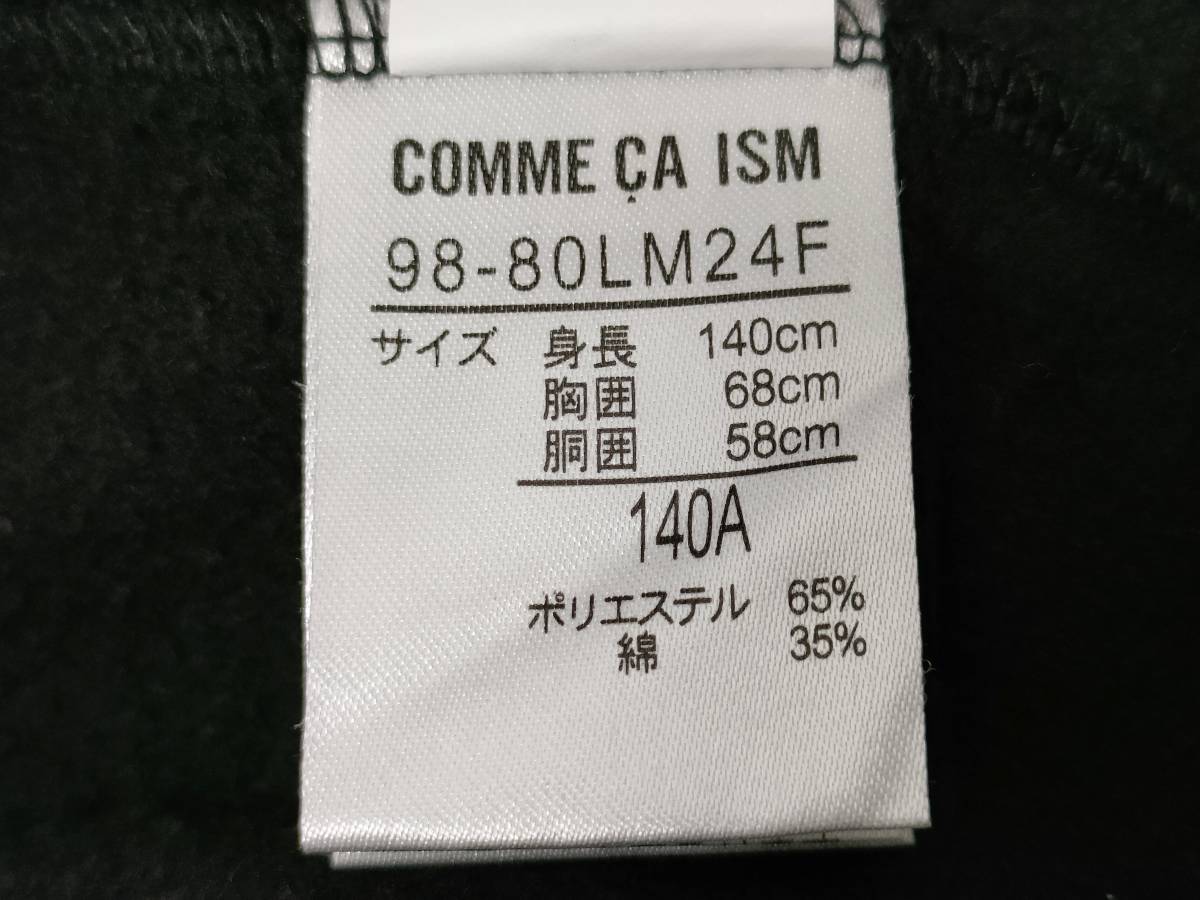 COMME ÇA ISM
98-80LM24F
サイズ 身長 140cm
胸囲 68cm
胴囲 58cm
140A
ポリエステル 65%
綿 35%